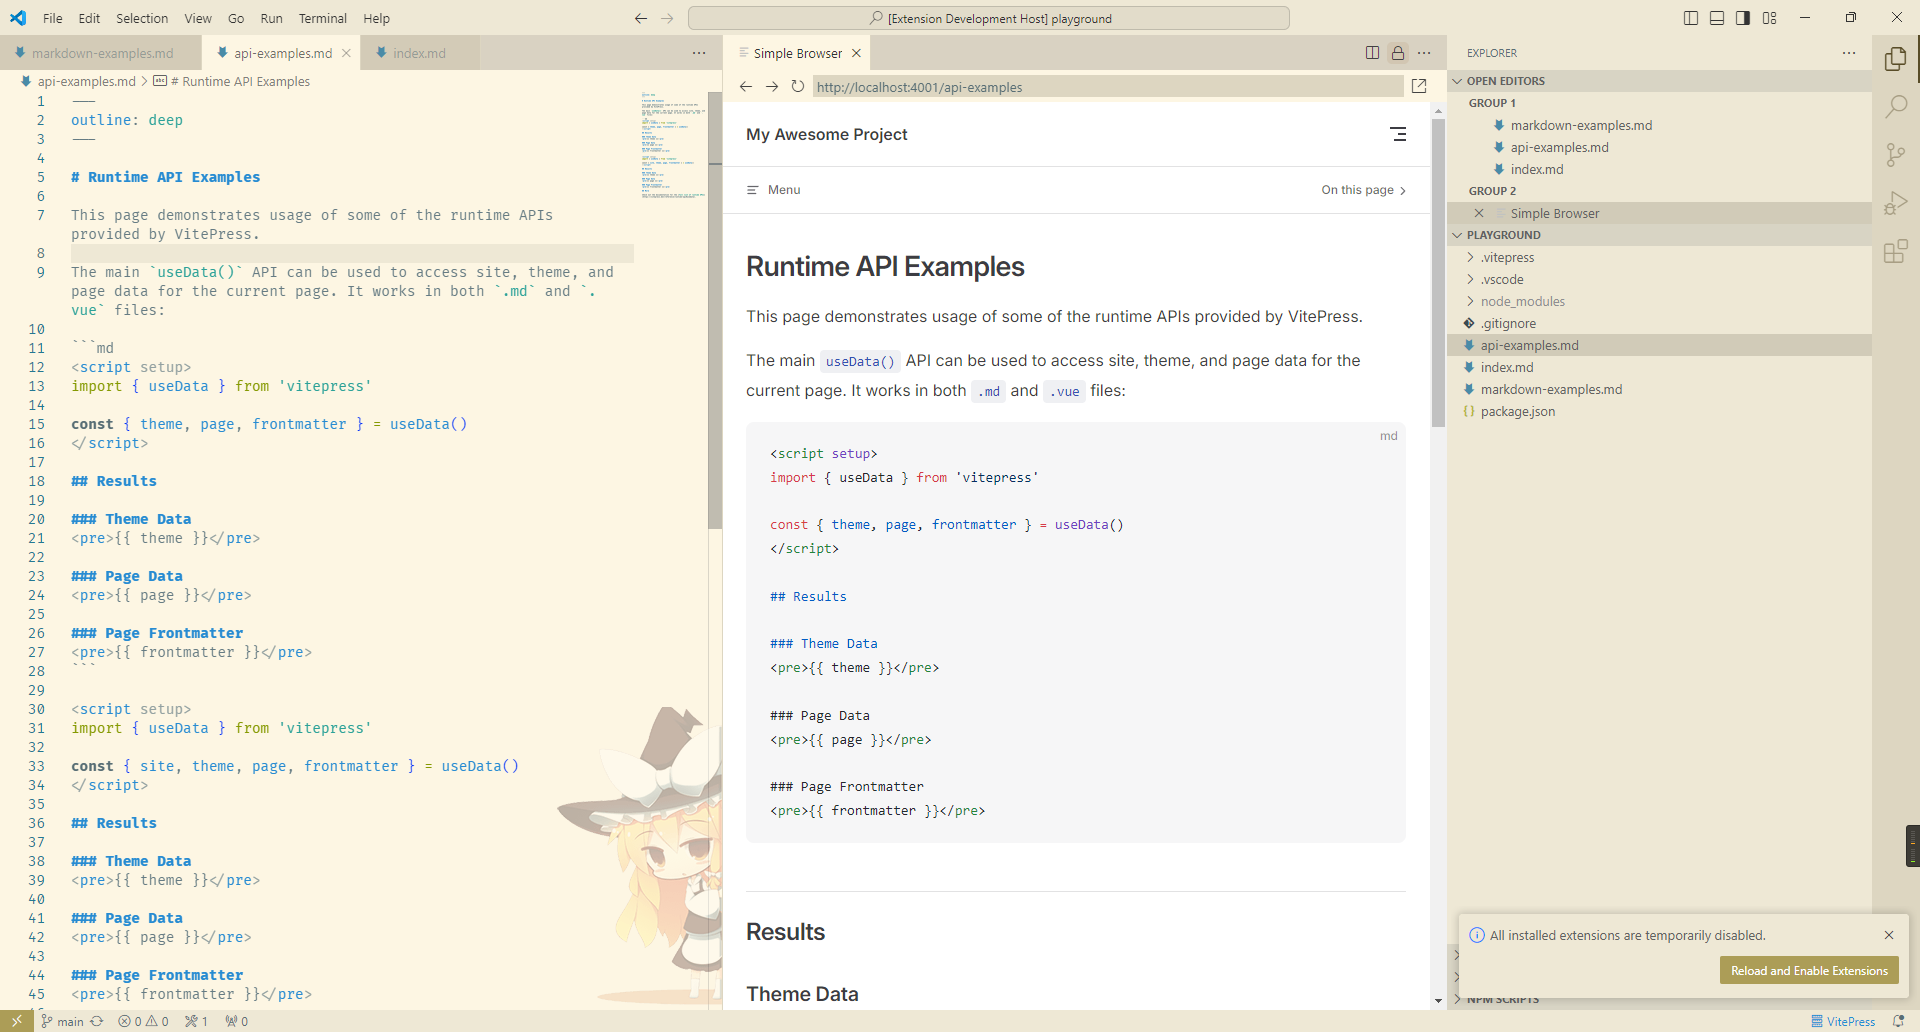 File Edit Selection View Go Run Terminal Help
[Extension Development Host] playground
markdown-examples.md
api-examples.md
index.md
api-examples.md > # Runtime API Examples
1 ---
2 outline: deep
3 ---
4
5 # Runtime API Examples
6
7 This page demonstrates usage of some of the runtime APIs
provided by VitePress.
8
9 The main `useData()` API can be used to access site, theme, and
page data for the current page. It works in both `.md` and `.
vue` files:
10
11 ```md
12 <script setup>
13 import { useData } from 'vitepress'
14
15 const { theme, page, frontmatter } = useData()
16 </script>
17
18 ## Results
19
20 ### Theme Data
21 <pre>{{ theme }}</pre>
22
23 ### Page Data
24 <pre>{{ page }}</pre>
25
26 ### Page Frontmatter
27 <pre>{{ frontmatter }}</pre>
28 ```
29
30 <script setup>
31 import { useData } from 'vitepress'
32
33 const { site, theme, page, frontmatter } = useData()
34 </script>
35
36 ## Results
37
38 ### Theme Data
39 <pre>{{ theme }}</pre>
40
41 ### Page Data
42 <pre>{{ page }}</pre>
43
44 ### Page Frontmatter
45 <pre>{{ frontmatter }}</pre>
Simple Browser
http://localhost:4001/api-examples
My Awesome Project
Menu
On this page
Runtime API Examples
This page demonstrates usage of some of the runtime APIs provided by VitePress.
The main useData() API can be used to access site, theme, and page data for the
current page. It works in both .md and .vue files:
md
<script setup>
import { useData } from 'vitepress'
const { theme, page, frontmatter } = useData()
</script>
## Results
### Theme Data
<pre>{{ theme }}</pre>
### Page Data
<pre>{{ page }}</pre>
### Page Frontmatter
<pre>{{ frontmatter }}</pre>
Results
Theme Data
EXPLORER
OPEN EDITORS
GROUP 1
markdown-examples.md
api-examples.md
index.md
GROUP 2
Simple Browser
PLAYGROUND
.vitepress
.vscode
node_modules
.gitignore
api-examples.md
index.md
markdown-examples.md
package.json
All installed extensions are temporarily disabled.
Reload and Enable Extensions
NPM SCRIPTS
main 0 0 1 0
VitePress